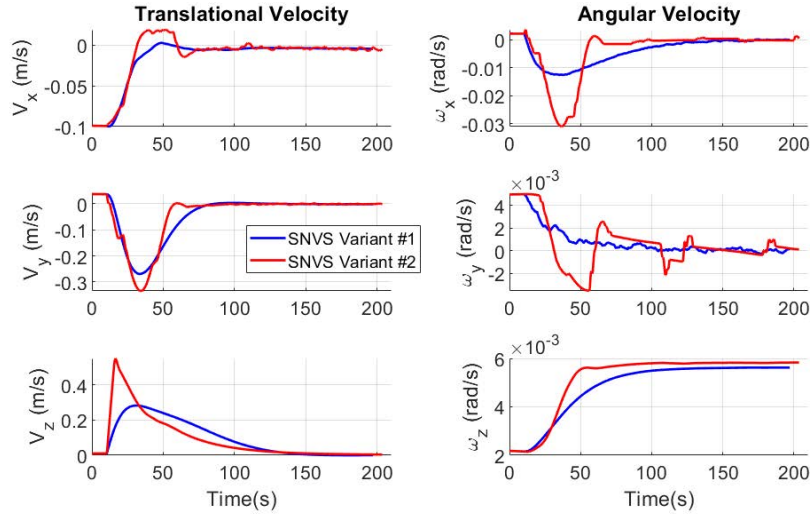 Translational Velocity
V_x (m/s)
0
-0.05
-0.1
0 50 100 150 200
Angular Velocity
ω_x (rad/s)
0
-0.01
-0.02
-0.03
0 50 100 150 200
V_y (m/s)
0
-0.1
-0.2
-0.3
0 50 100 150 200
SNVS Variant #1
SNVS Variant #2
×10^-3
ω_y (rad/s)
4
2
0
-2
0 50 100 150 200
V_z (m/s)
0.4
0.2
0
0 50 100 150 200
Time(s)
×10^-3
ω_z (rad/s)
6
4
2
0 50 100 150 200
Time(s)